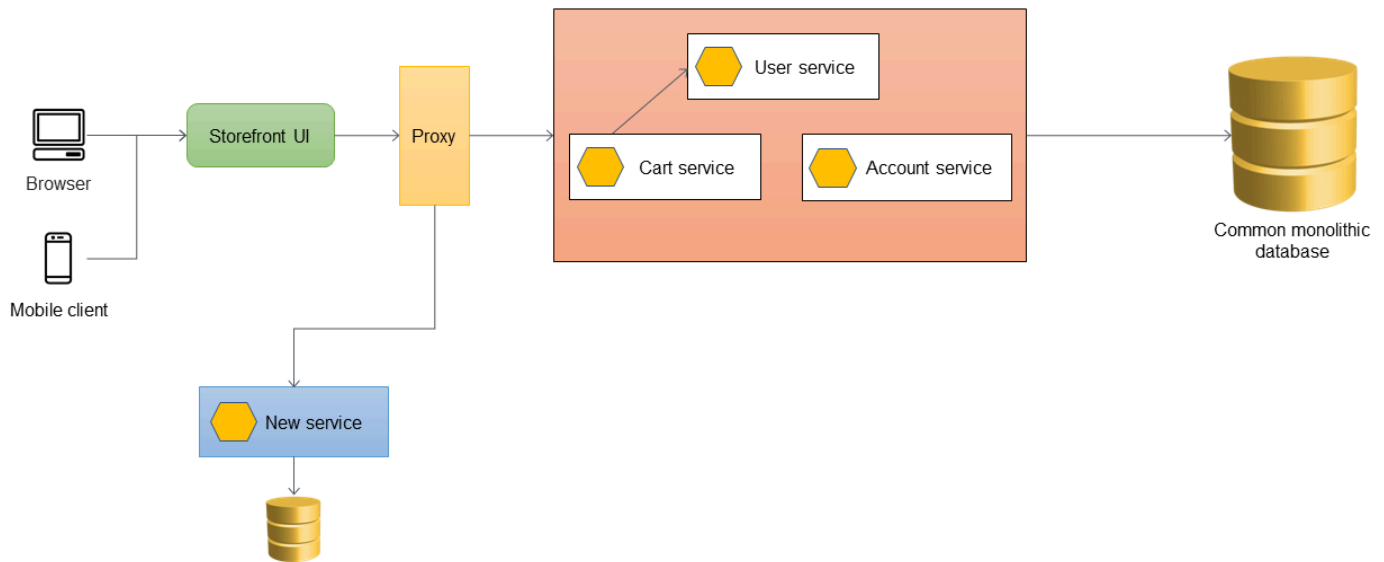 User service
Storefront UI
Proxy
Cart service
Account service
Browser
Common monolithic
database
Mobile client
New service